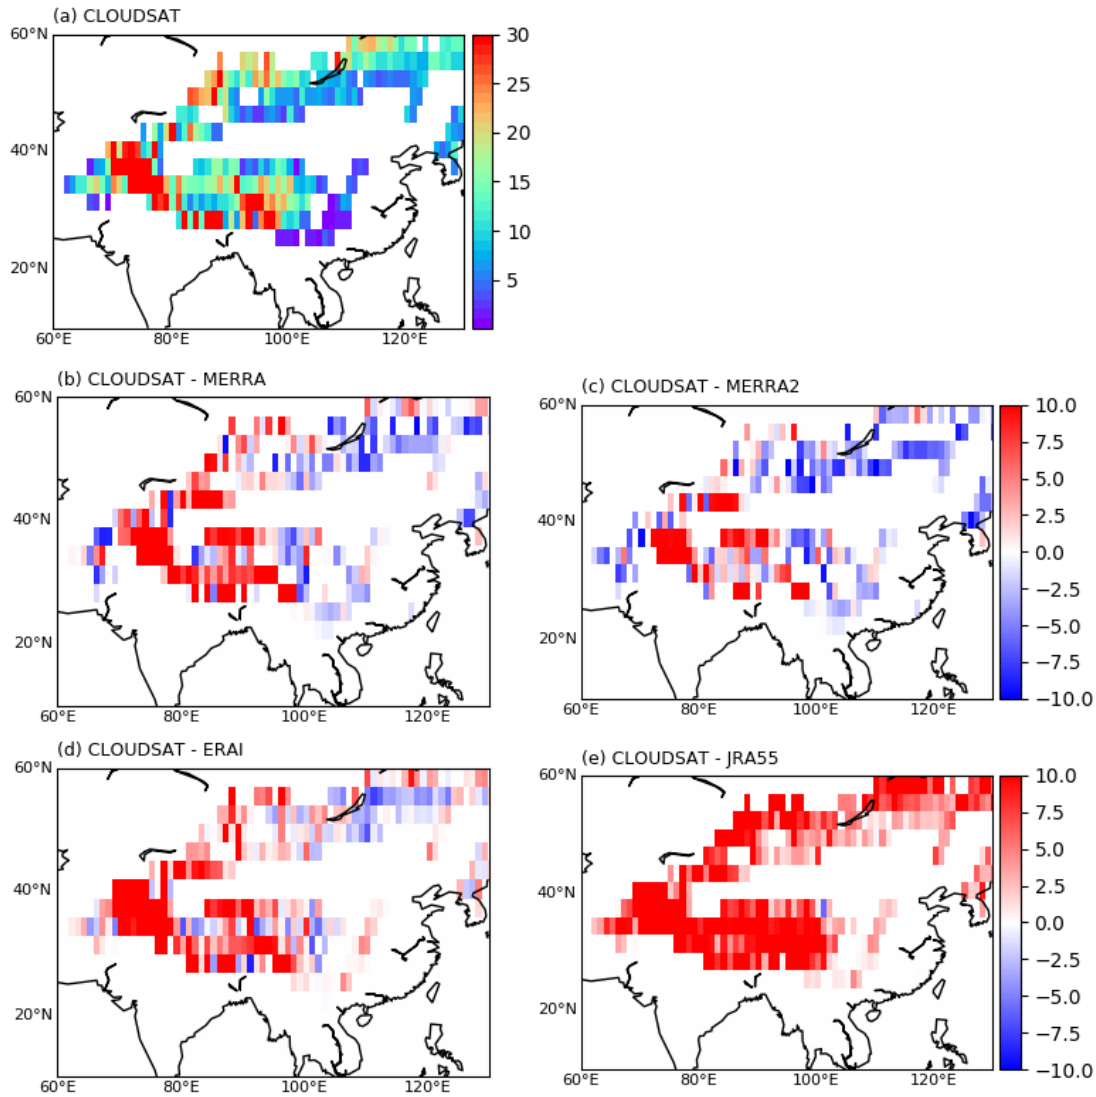 (a) CLOUDSAT
60°N
40°N
20°N
60°E 80°E 100°E 120°E
30
25
20
15
10
5
(b) CLOUDSAT - MERRA
60°N
40°N
20°N
60°E 80°E 100°E 120°E
(c) CLOUDSAT - MERRA2
60°N
40°N
20°N
60°E 80°E 100°E 120°E
10.0
7.5
5.0
2.5
0.0
−2.5
−5.0
−7.5
−10.0
(d) CLOUDSAT - ERAI
60°N
40°N
20°N
60°E 80°E 100°E 120°E
(e) CLOUDSAT - JRA55
60°N
40°N
20°N
60°E 80°E 100°E 120°E
10.0
7.5
5.0
2.5
0.0
−2.5
−5.0
−7.5
−10.0